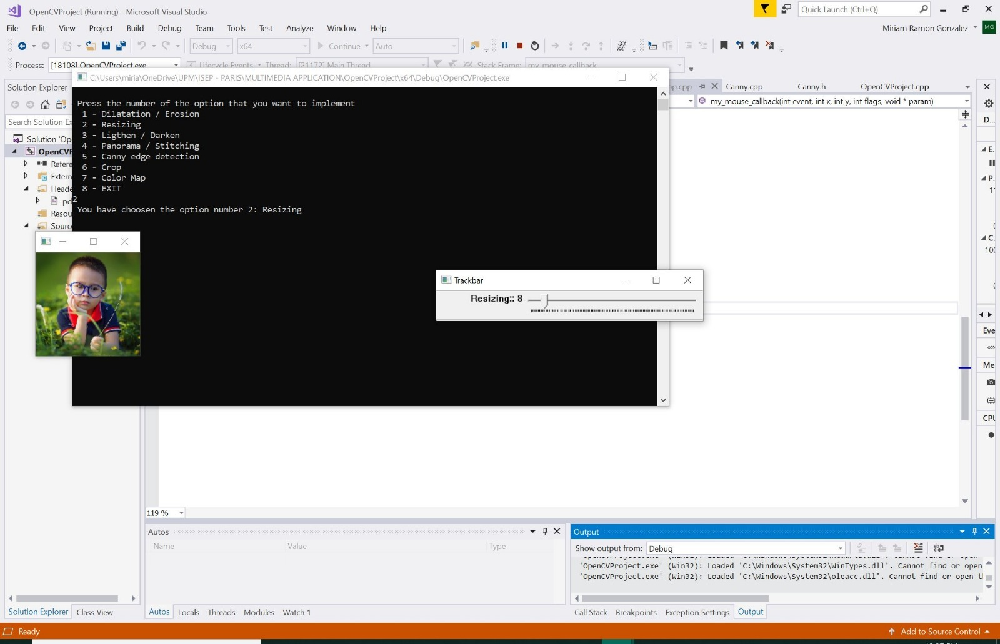 OpenCVProject (Running) - Microsoft Visual Studio
Quick Launch (Ctrl+Q)
File Edit View Project Build Debug Team Tools Test Analyze Window Help
Miriam Ramon Gonzalez MG
Debug x64 Continue Auto
Process: [18108] OpenCVProject.exe Lifecycle Events Thread: [21172] Main Thread Stack Frame: my_mouse_callback
C:\Users\miria\OneDrive\UPM\ISEP - PARIS\MULTIMEDIA APPLICATION\OpenCVProject\x64\Debug\OpenCVProject.exe
Solution Explorer
Search Solution Ex
Solution 'Op
OpenCVP
Refere
Extern
Heade
pc
Resou
Sourc
Press the number of the option that you want to implement
1 - Dilatation / Erosion
2 - Resizing
3 - Ligthen / Darken
4 - Panorama / Stitching
5 - Canny edge detection
6 - Crop
7 - Color Map
8 - EXIT
2
You have choosen the option number 2: Resizing
Trackbar
Resizing:: 8
op.cpp Canny.cpp Canny.h OpenCVProject.cpp
my_mouse_callback(int event, int x, int y, int flags, void * param)
D...
E.
P.
C.
100
Eve
Me
CPU
119 %
Autos
Name Value Type
Output
Show output from: Debug
'OpenCVProject.exe' (Win32): Loaded 'C:\Windows\System32\WinTypes.dll'. Cannot find or open
'OpenCVProject.exe' (Win32): Loaded 'C:\Windows\System32\oleacc.dll'. Cannot find or open t
Solution Explorer Class View
Autos Locals Threads Modules Watch 1
Call Stack Breakpoints Exception Settings Output
Ready
Add to Source Control